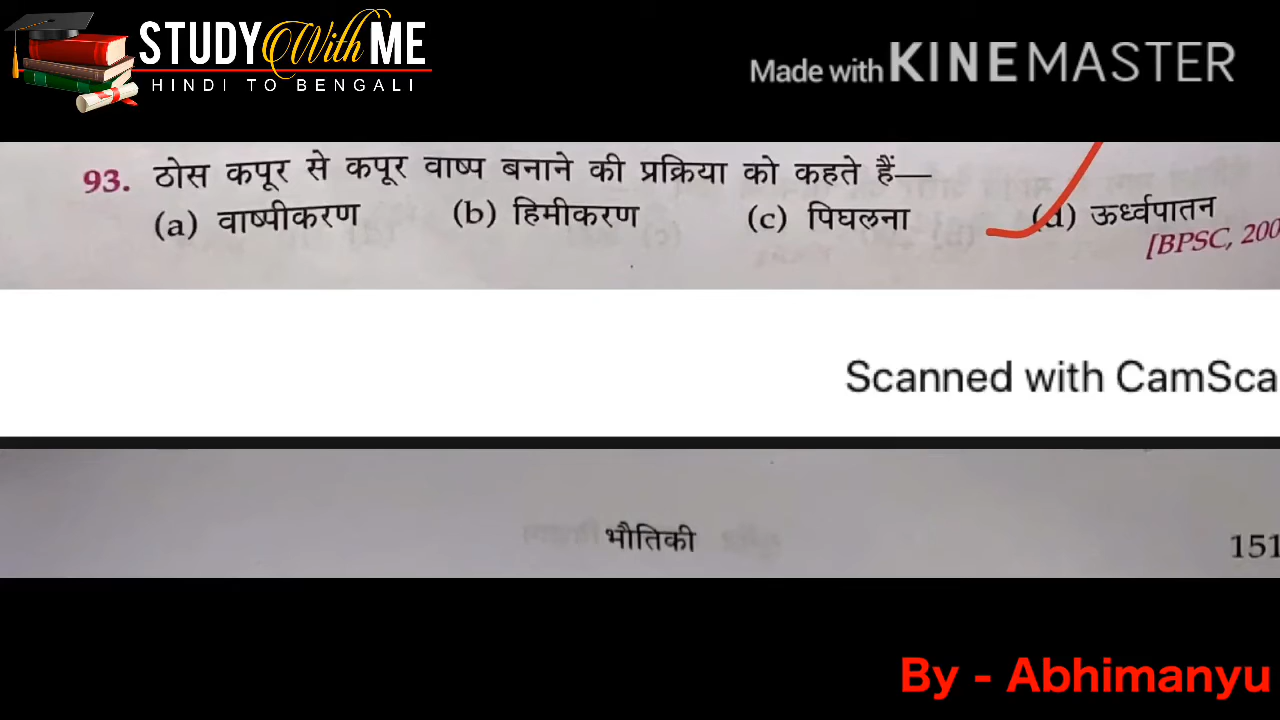 STUDY With ME
HINDI TO BENGALI
Made with KINEMASTER
93. ठोस कपूर से कपूर वाष्प बनाने की प्रक्रिया को कहते हैं—
(a) वाष्पीकरण (b) हिमीकरण (c) पिघलना (d) ऊर्ध्वपातन
[BPSC, 200
Scanned with CamSca
भौतिकी 151
By - Abhimanyu